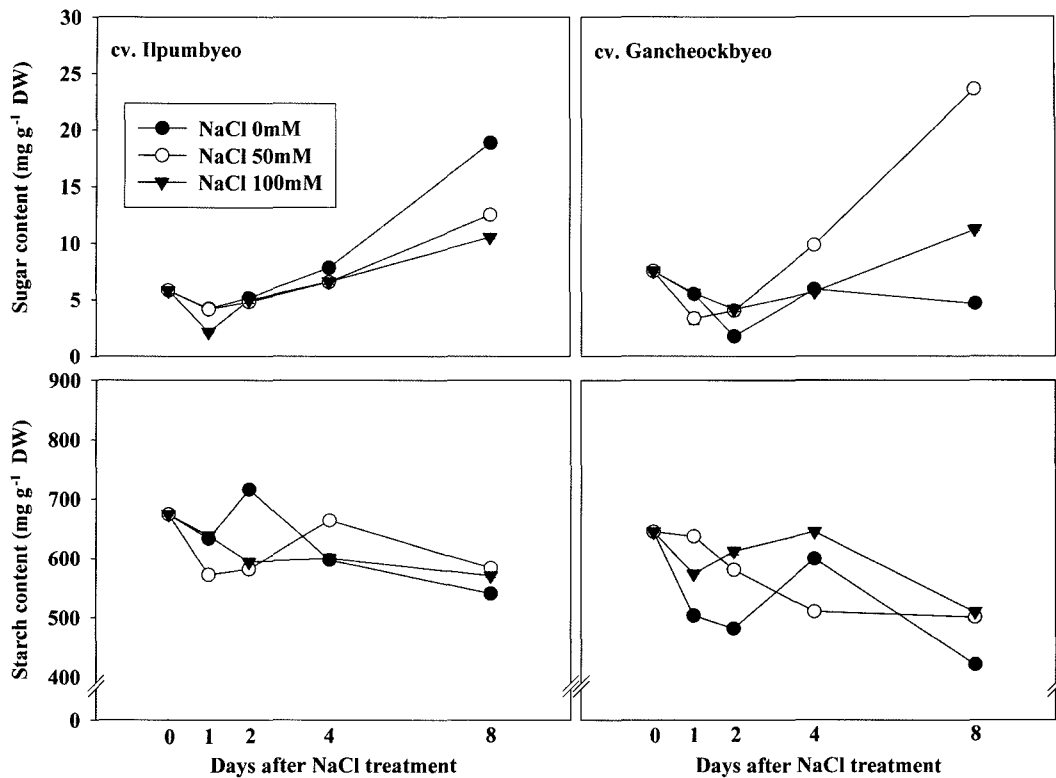 cv. Ilpumbyeo
cv. Gancheockbyeo
NaCl 0mM
NaCl 50mM
NaCl 100mM
Sugar content (mg g⁻¹ DW)
30
25
20
15
10
5
0
Starch content (mg g⁻¹ DW)
900
800
700
600
500
400
0
0 1 2 4 8
0 1 2 4 8
Days after NaCl treatment
Days after NaCl treatment